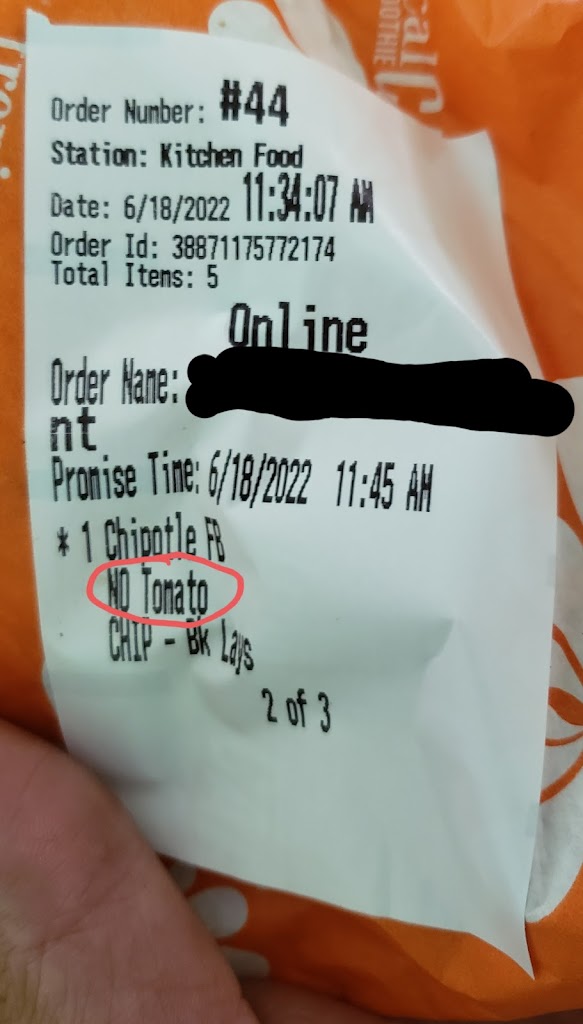 Order Number: #44
Station: Kitchen Food
Date: 6/18/2022 11:34:07 AM
Order Id: 38871175772174
Total Items: 5
Online
Order Name:
nt
Promise Time: 6/18/2022 11:45 AM
* 1 Chipotle FB
NO Tomato
CHIP - Bk Lays
2 of 3